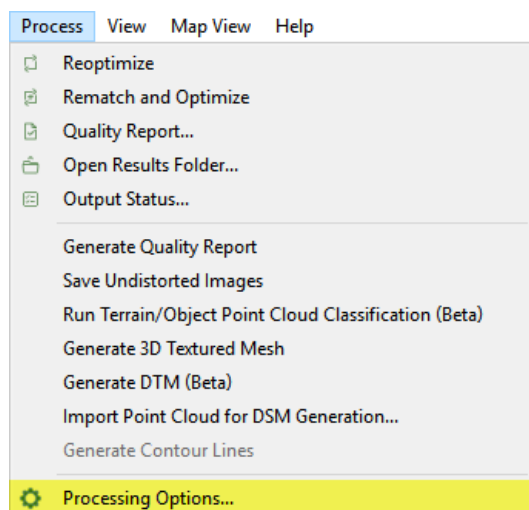 Process View Map View Help
Reoptimize
Rematch and Optimize
Quality Report...
Open Results Folder...
Output Status...
Generate Quality Report
Save Undistorted Images
Run Terrain/Object Point Cloud Classification (Beta)
Generate 3D Textured Mesh
Generate DTM (Beta)
Import Point Cloud for DSM Generation...
Generate Contour Lines
Processing Options...